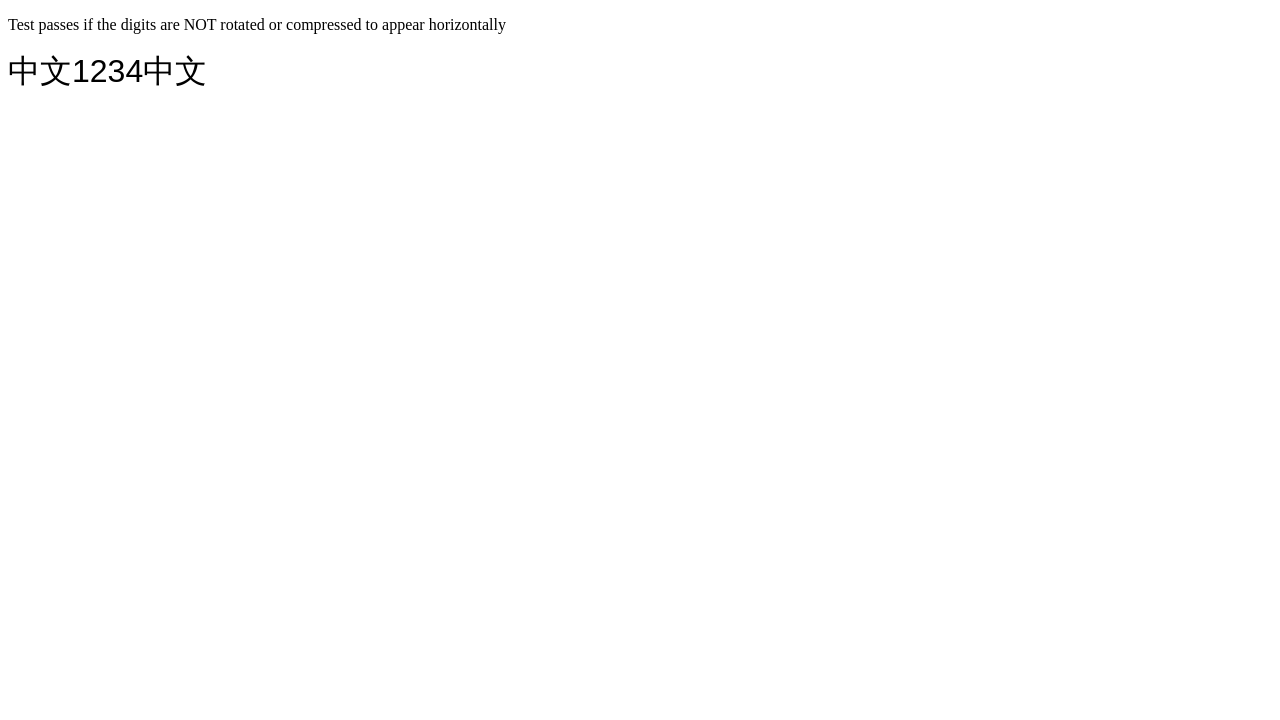 Test passes if the digits are NOT rotated or compressed to appear horizontally
中文1234中文